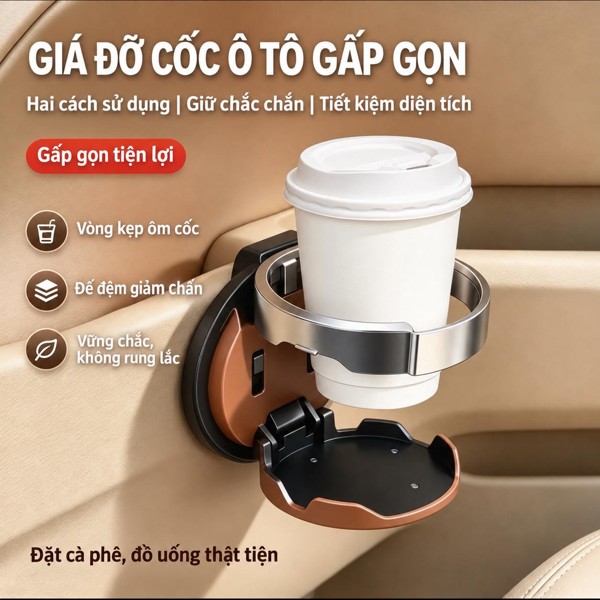 GIÁ ĐỠ CỐC Ô TÔ GẤP GỌN
Hai cách sử dụng | Giữ chắc chắn | Tiết kiệm diện tích
Gấp gọn tiện lợi
Vòng kẹp ôm cốc
Đế đệm giảm chấn
Vững chắc,
không rung lắc
Đặt cà phê, đồ uống thật tiện